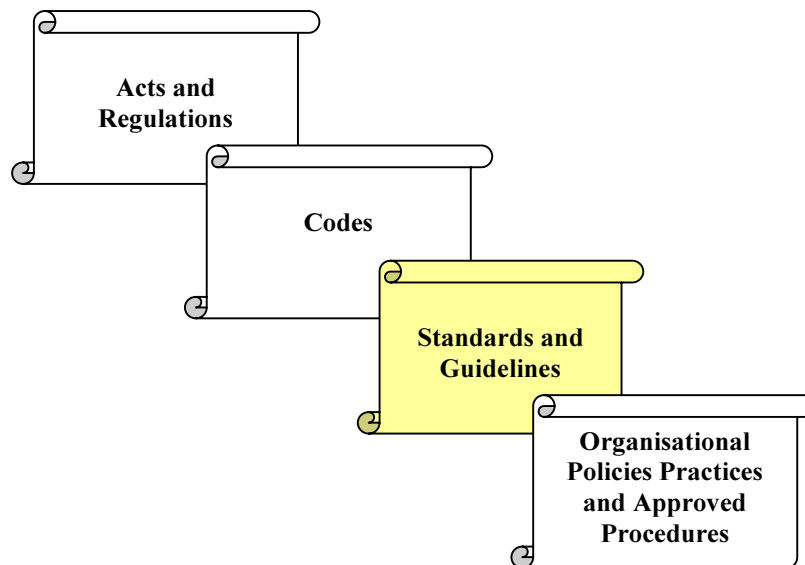 Acts and
Regulations
Codes
Standards and
Guidelines
Organisational
Policies Practices
and Approved
Procedures